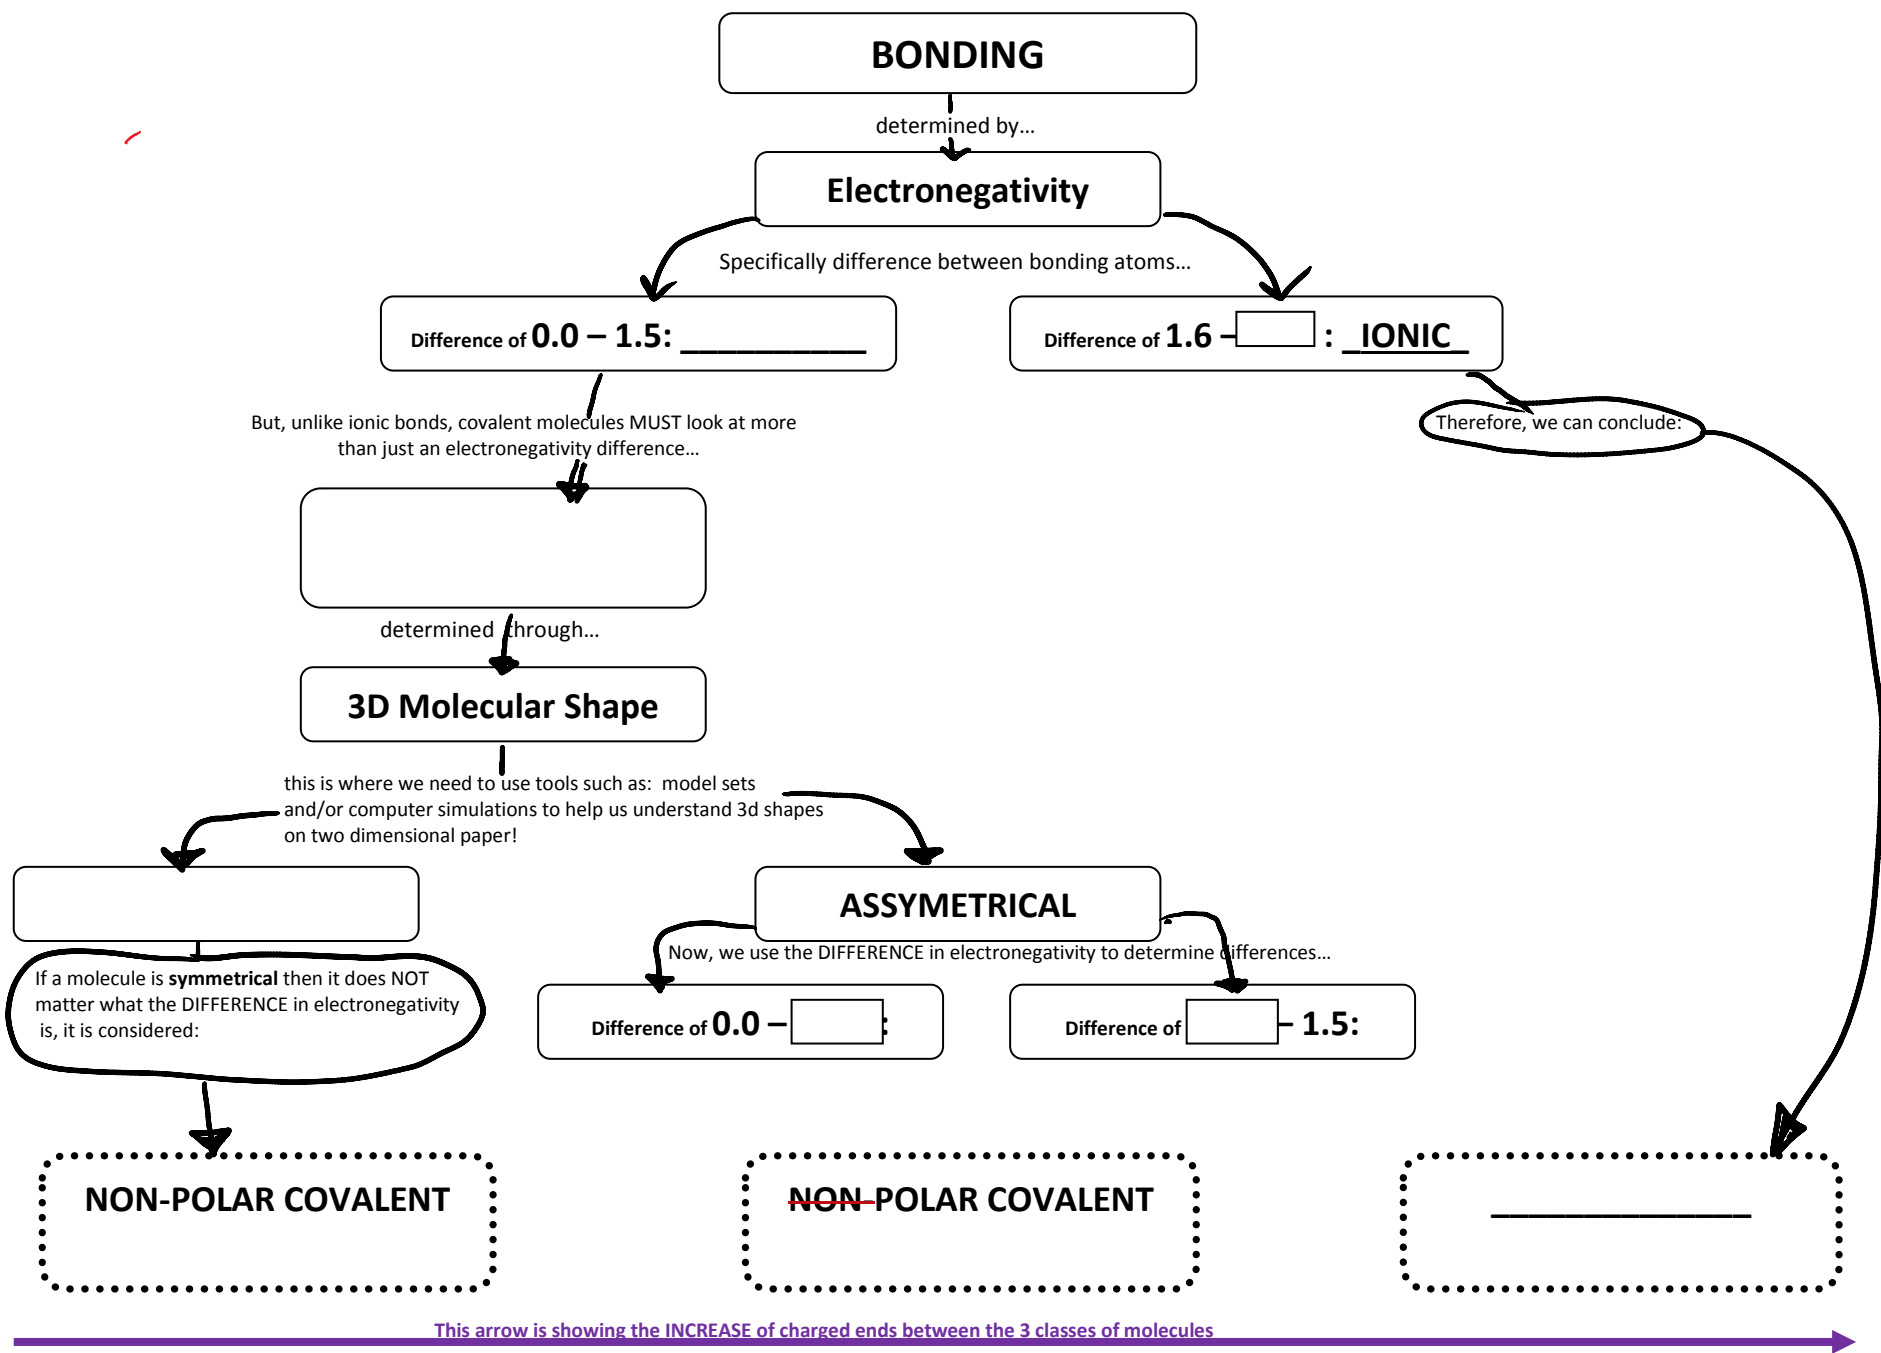 BONDING
determined by...
Electronegativity
Specifically difference between bonding atoms...
Difference of 0.0 – 1.5: __________
Difference of 1.6 – : _IONIC_
But, unlike ionic bonds, covalent molecules MUST look at more
than just an electronegativity difference...
Therefore, we can conclude:
determined through...
3D Molecular Shape
this is where we need to use tools such as: model sets
and/or computer simulations to help us understand 3d shapes
on two dimensional paper!
ASSYMETRICAL
Now, we use the DIFFERENCE in electronegativity to determine differences...
If a molecule is symmetrical then it does NOT
matter what the DIFFERENCE in electronegativity
is, it is considered:
Difference of 0.0 – :
Difference of – 1.5:
NON-POLAR COVALENT
NON-POLAR COVALENT
______________
This arrow is showing the INCREASE of charged ends between the 3 classes of molecules